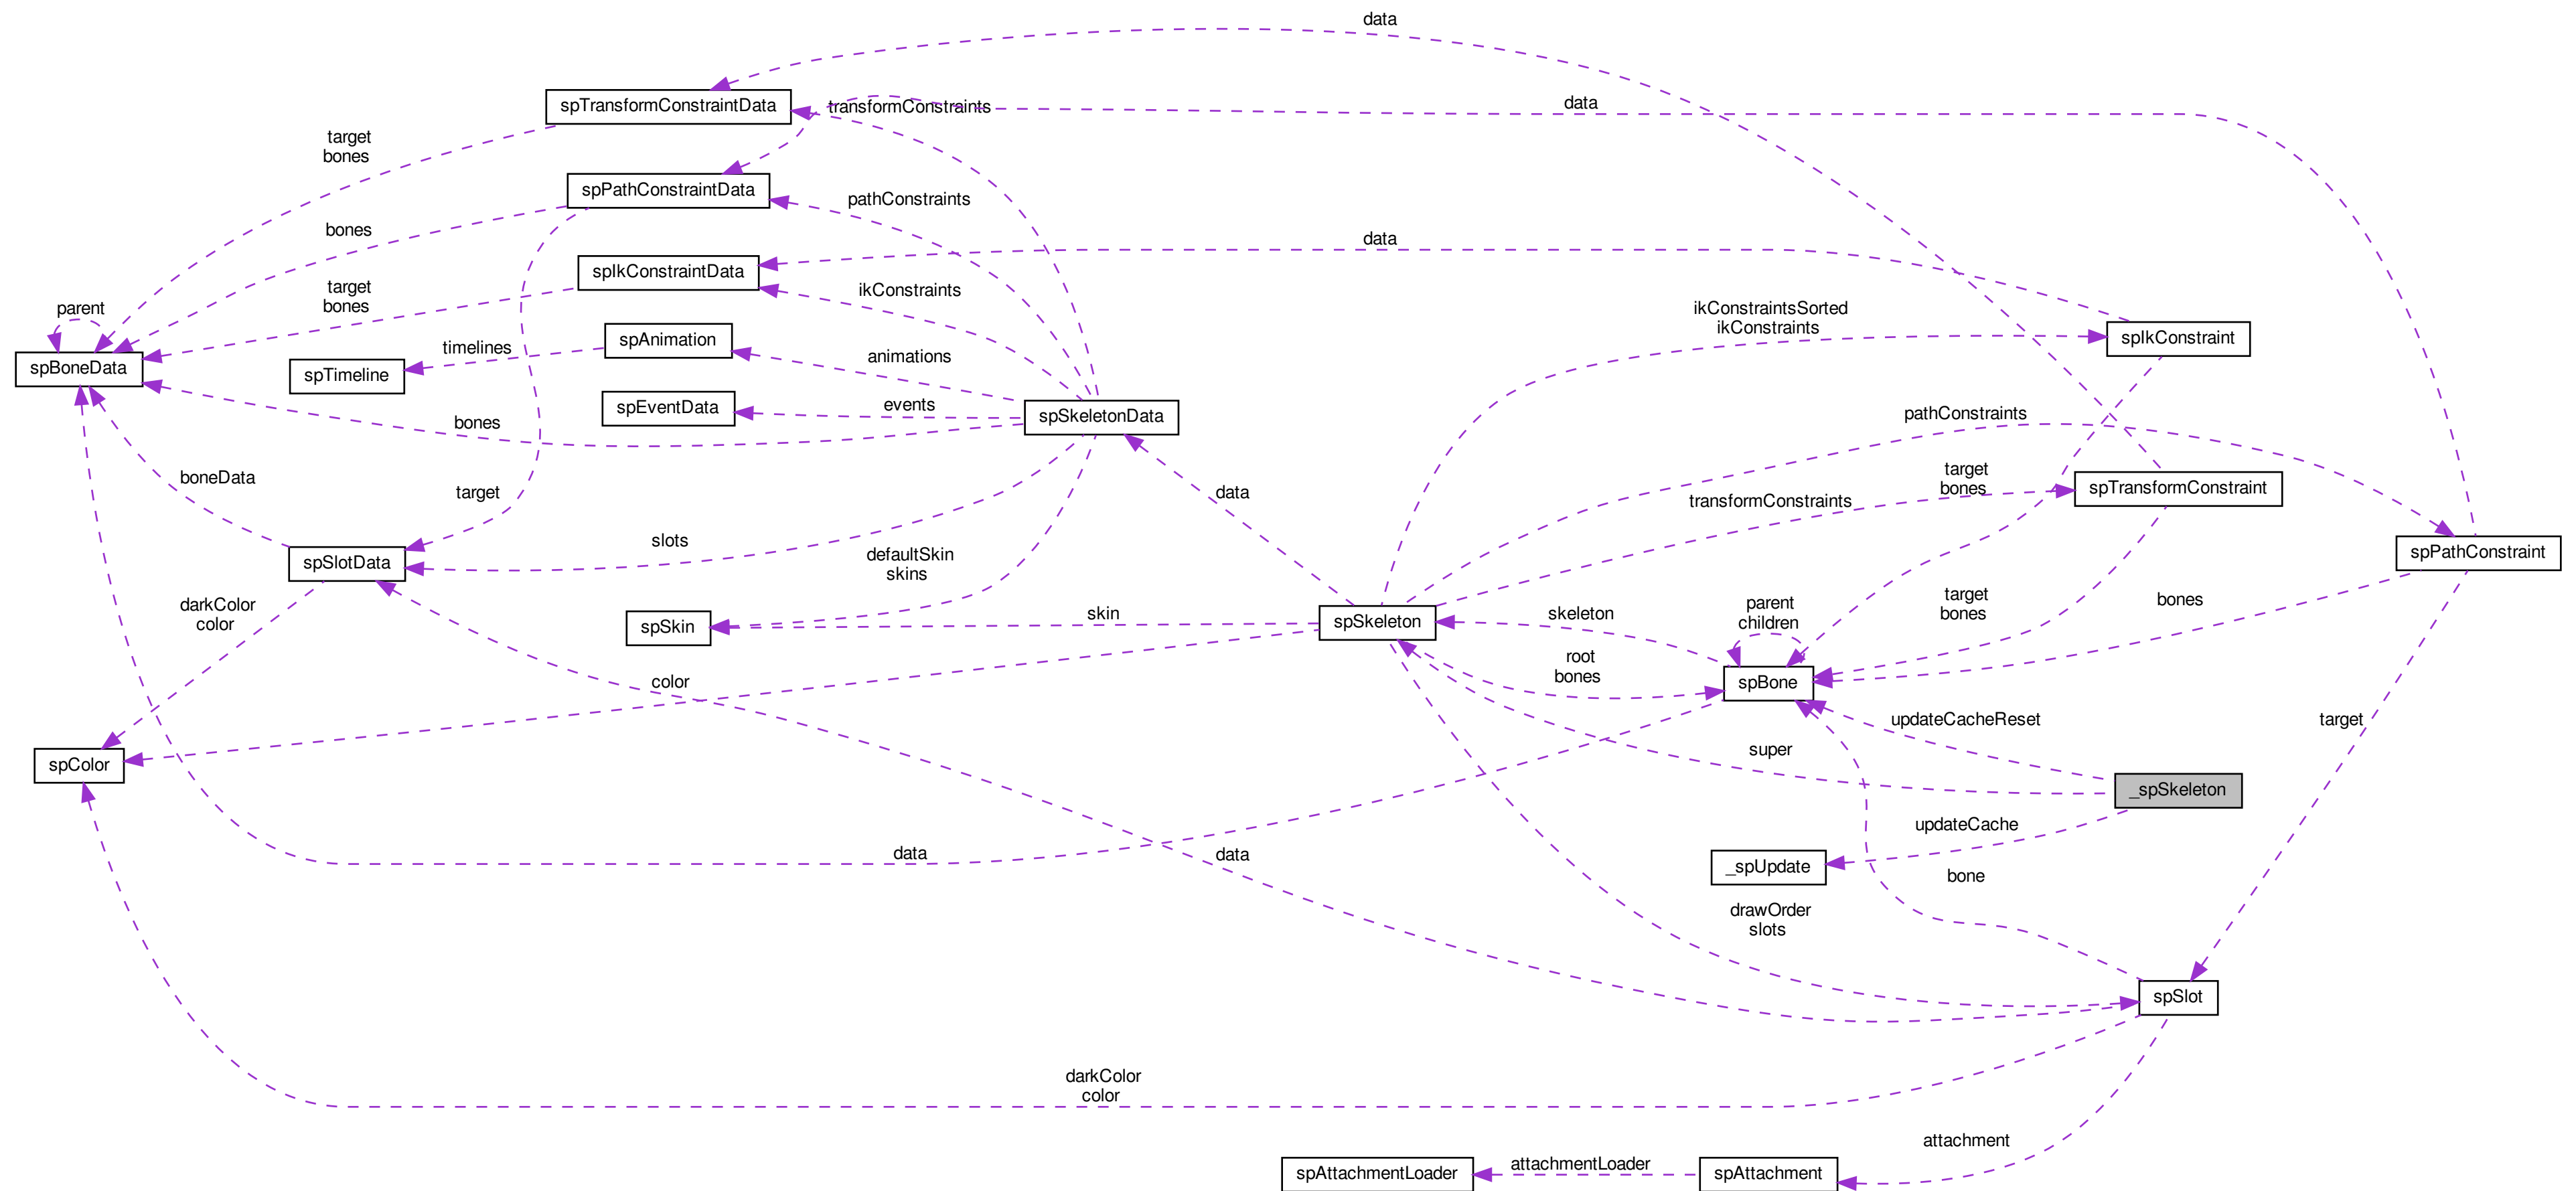 data
spTransformConstraintData
transformConstraints
data
target
bones
spPathConstraintData
pathConstraints
bones
data
spIkConstraintData
ikConstraints
target
bones
parent
ikConstraintsSorted
ikConstraints
spIkConstraint
spAnimation
timelines
animations
spBoneData
spTimeline
spEventData
events
spSkeletonData
pathConstraints
bones
target
bones
boneData
target
data
transformConstraints
spTransformConstraint
slots
defaultSkin
skins
spPathConstraint
spSlotData
darkColor
color
spSkin
skin
spSkeleton
skeleton
parent
children
target
bones
bones
root
bones
color
spBone
updateCacheReset
target
super
spColor
_spSkeleton
updateCache
data
data
_spUpdate
bone
drawOrder
slots
spSlot
darkColor
color
attachment
spAttachmentLoader
attachmentLoader
spAttachment